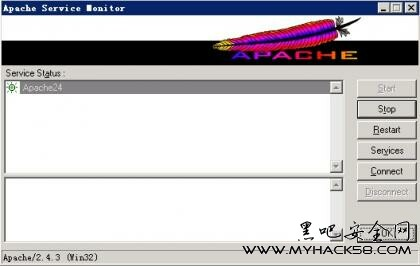 Apache Service Monitor
APACHE
Service Status :
Apache24
Start
Stop
Restart
Services
Connect
Disconnect
OK
黑吧安全网
WWW.MYHACK58.COM
Apache/2.4.3 (Win32)